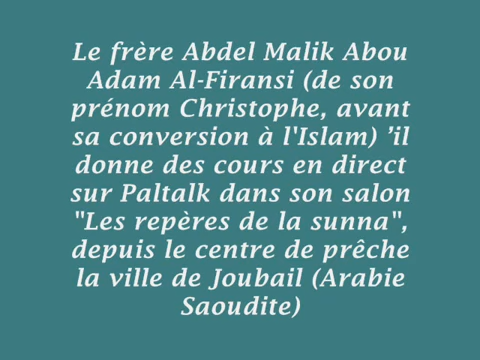 Le frère Abdel Malik Abou
Adam Al-Firansi (de son
prénom Christophe, avant
sa conversion à l'Islam) ’il
donne des cours en direct
sur Paltalk dans son salon
"Les repères de la sunna",
depuis le centre de prêche
la ville de Joubail (Arabie
Saoudite)